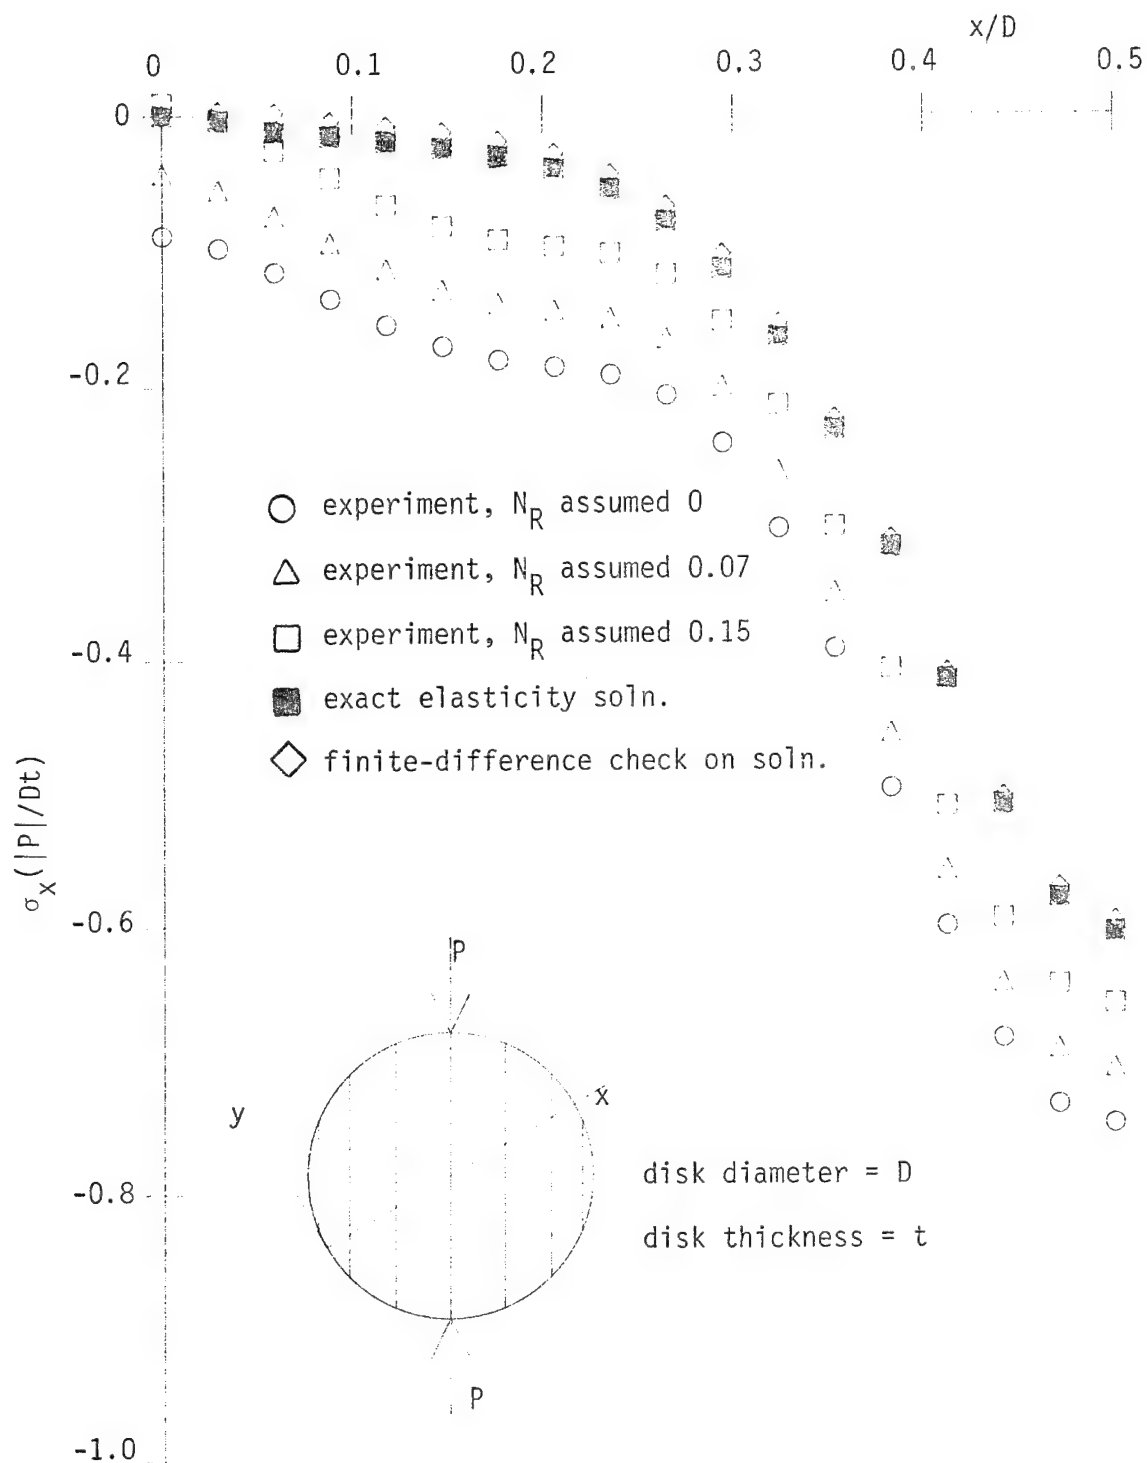 x/D
0 0.1 0.2 0.3 0.4 0.5
0
-0.2
○ experiment, N_R assumed 0
△ experiment, N_R assumed 0.07
□ experiment, N_R assumed 0.15
-0.4
■ exact elasticity soln.
◇ finite-difference check on soln.
σ_x(|P|/Dt)
-0.6
P
x
y
disk diameter = D
-0.8
disk thickness = t
P
-1.0